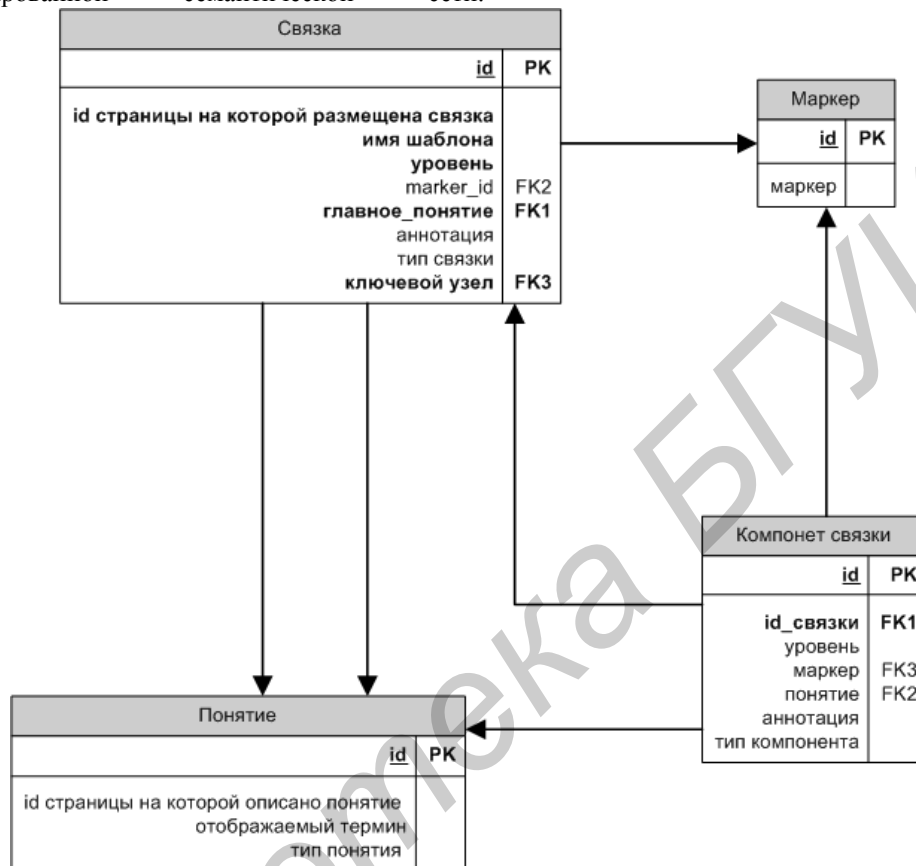 семантической сети.
Связка
id PK
id страницы на которой размещена связка
имя шаблона
уровень
marker_id FK2
главное_понятие FK1
аннотация
тип связки
ключевой узел FK3
Маркер
id PK
маркер
Компонет связки
id PK
id_связки FK1
уровень
маркер FK3
понятие FK2
аннотация
тип компонента
Понятие
id PK
id страницы на которой описано понятие
отображаемый термин
тип понятия